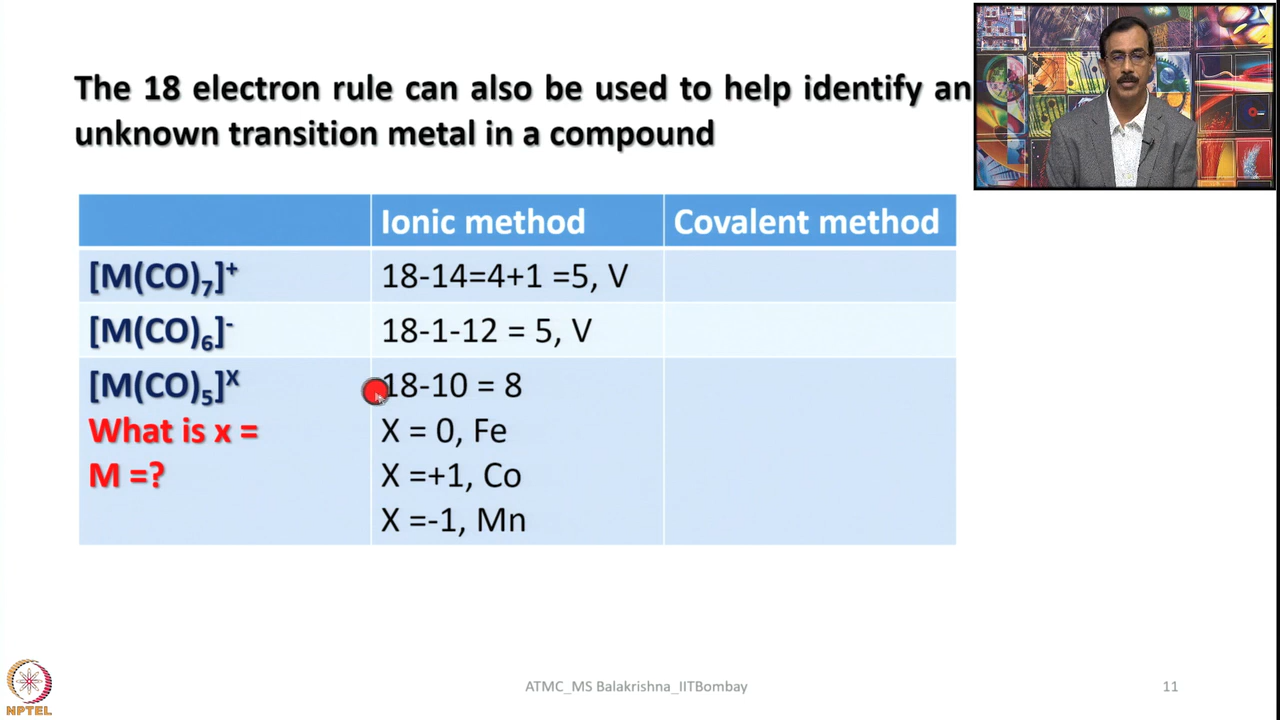 The 18 electron rule can also be used to help identify an
unknown transition metal in a compound
Ionic method
Covalent method
[M(CO)₇]⁺
18-14=4+1 =5, V
[M(CO)₆]⁻
18-1-12 = 5, V
[M(CO)₅]ˣ
18-10 = 8
What is x =
X = 0, Fe
M =?
X =+1, Co
X =-1, Mn
NPTEL
ATMC_MS Balakrishna_IITBombay
11